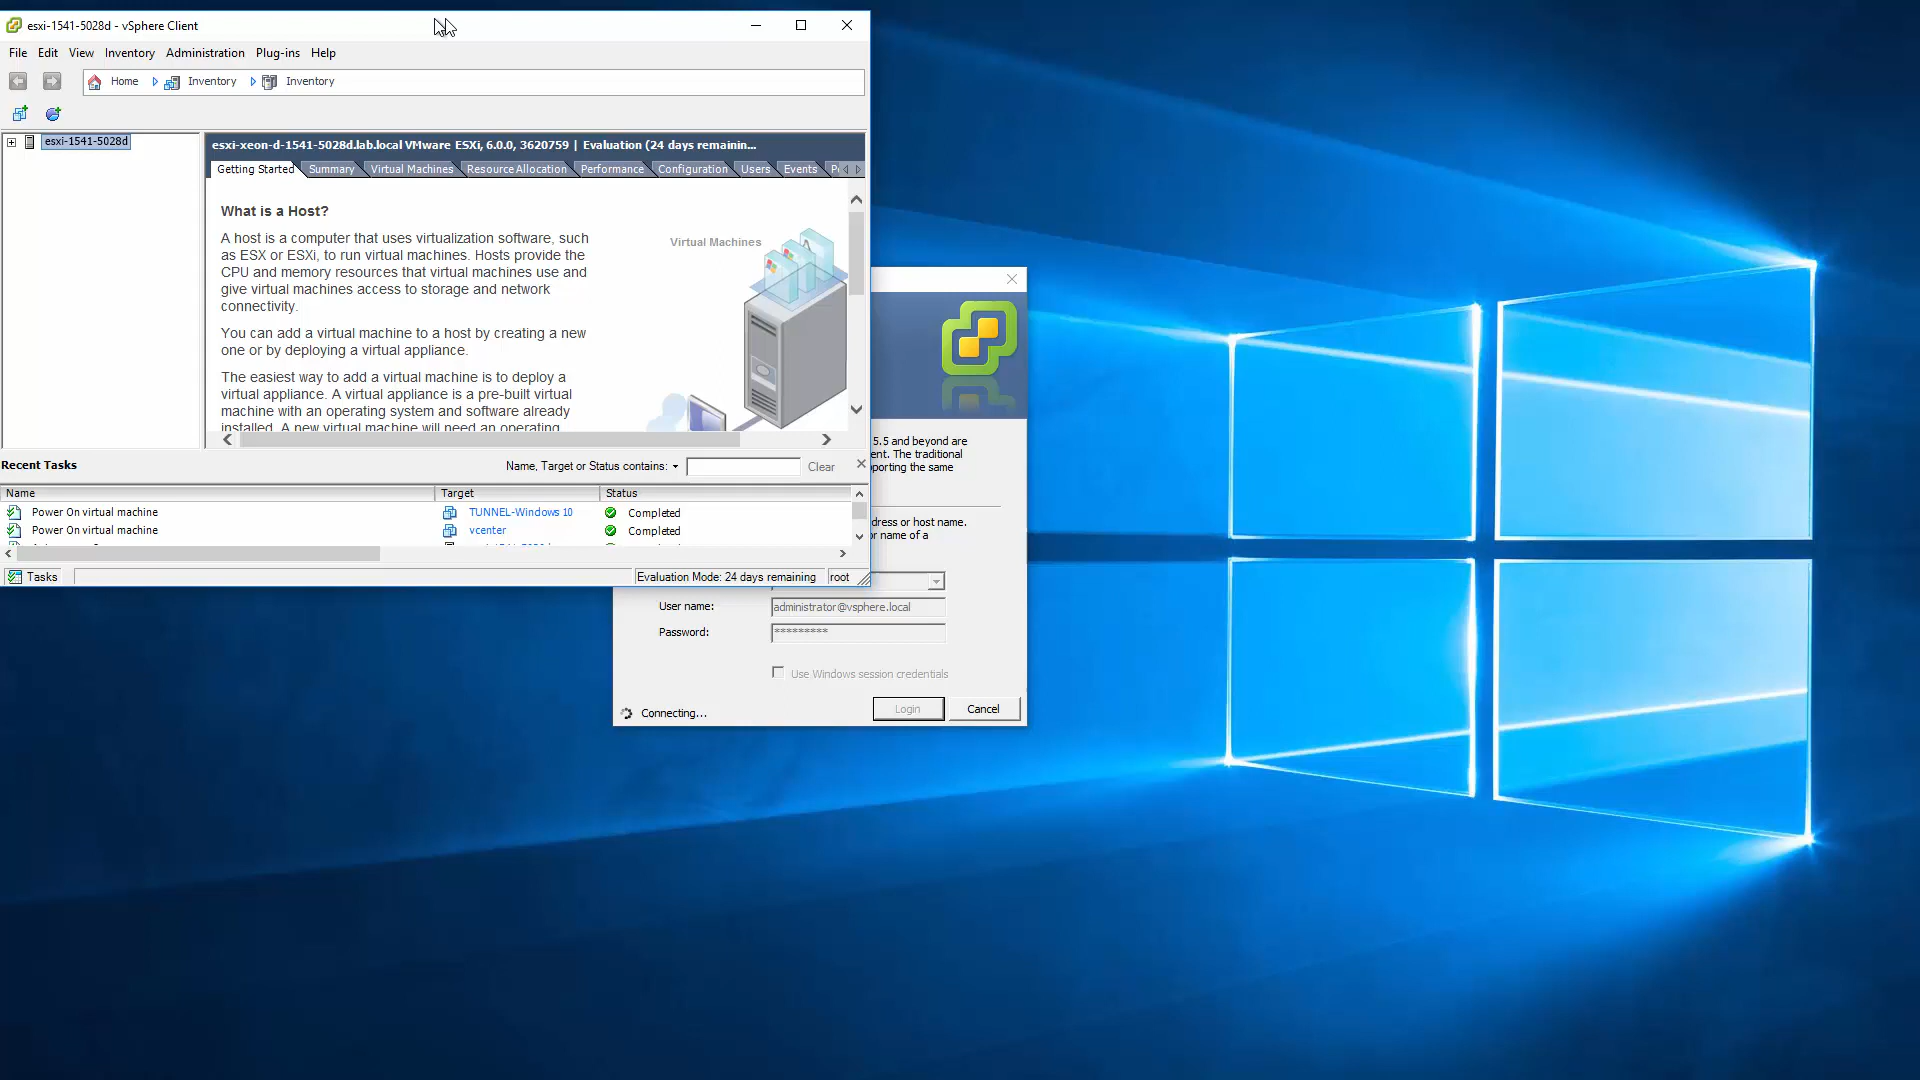 esxi-1541-5028d - vSphere Client
File Edit View Inventory Administration Plug-ins Help
Home Inventory Inventory
esxi-1541-5028d
esxi-xeon-d-1541-5028d.lab.local VMware ESXi, 6.0.0, 3620759 | Evaluation (24 days remainin...
Getting Started Summary Virtual Machines Resource Allocation Performance Configuration Users Events
What is a Host?
Virtual Machines
A host is a computer that uses virtualization software, such
as ESX or ESXi, to run virtual machines. Hosts provide the
CPU and memory resources that virtual machines use and
give virtual machines access to storage and network
connectivity.
You can add a virtual machine to a host by creating a new
one or by deploying a virtual appliance.
The easiest way to add a virtual machine is to deploy a
virtual appliance. A virtual appliance is a pre-built virtual
machine with an operating system and software already
installed. A new virtual machine will need an operating
Recent Tasks
Name, Target or Status contains: Clear
Name Target Status
Power On virtual machine TUNNEL-Windows 10 Completed
Power On virtual machine vcenter Completed
Tasks Evaluation Mode: 24 days remaining root
5.5 and beyond are
ent. The traditional
porting the same
dress or host name.
or name of a
User name: administrator@vsphere.local
Password: *********
Use Windows session credentials
Connecting... Login Cancel